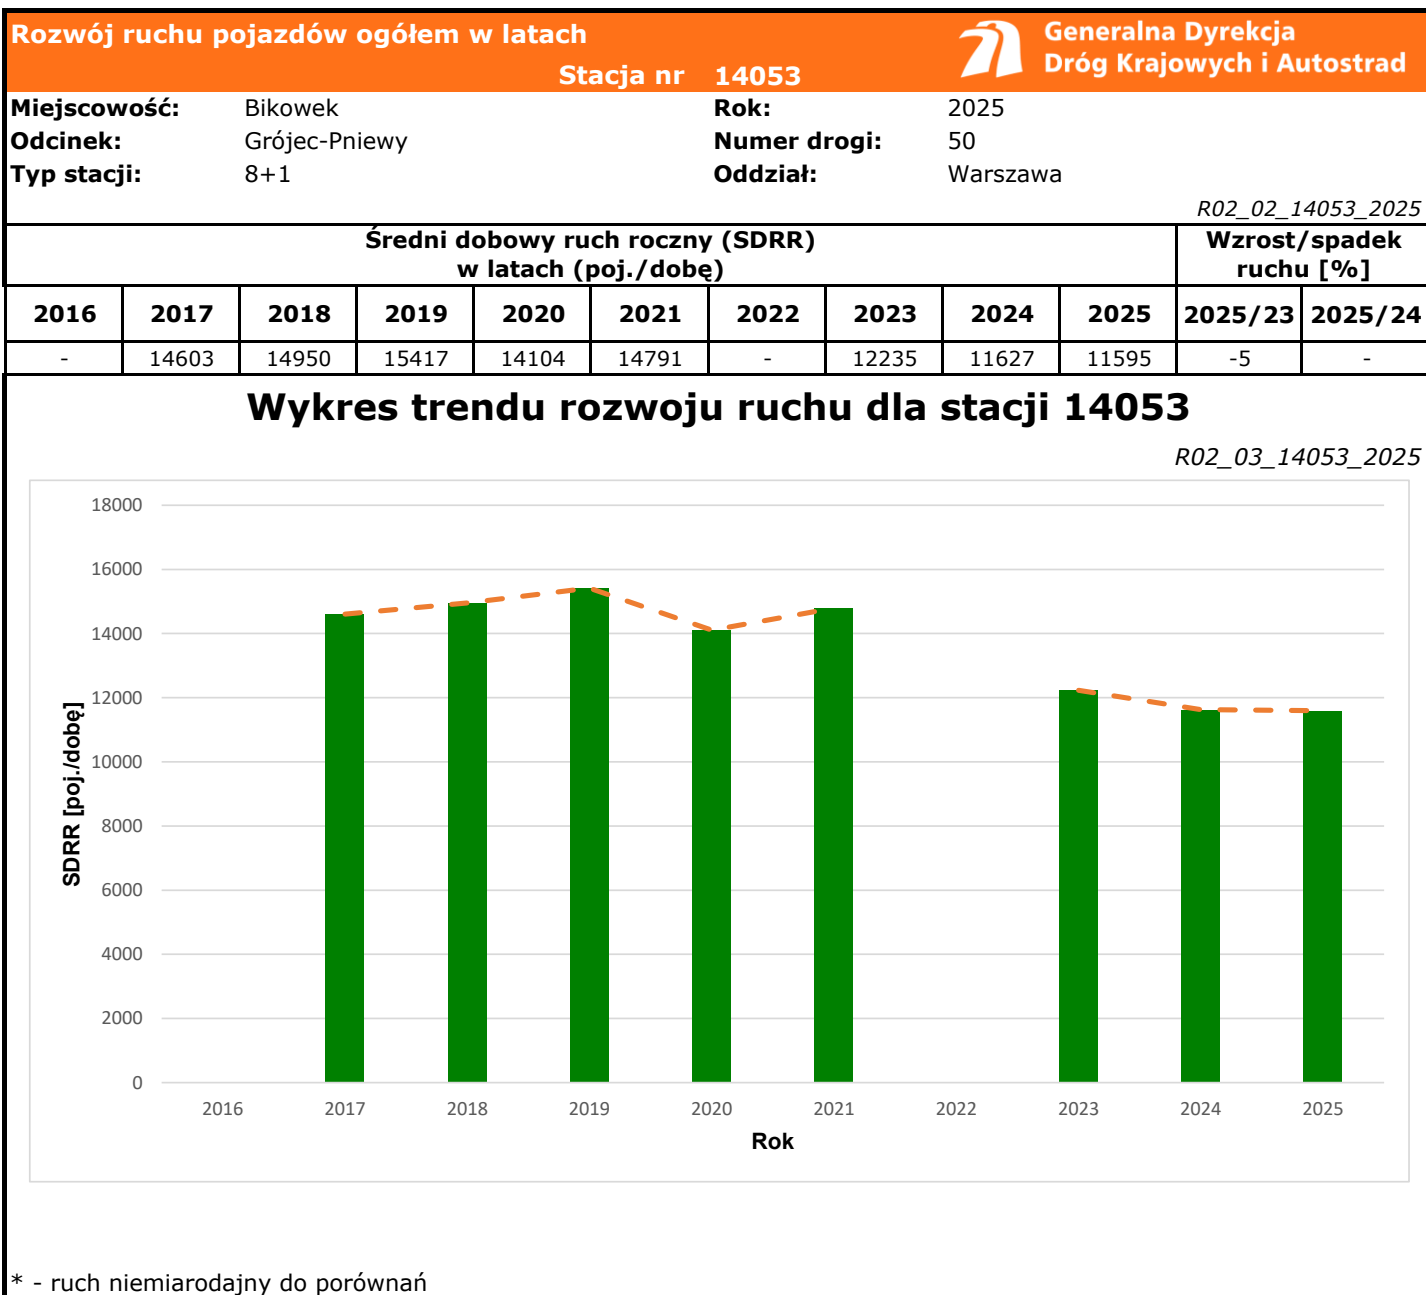 Rozwój ruchu pojazdów ogółem w latach
Stacja nr 14053
Generalna Dyrekcja
Dróg Krajowych i Autostrad
Miejscowość: Bikowek Rok: 2025
Odcinek: Grójec-Pniewy Numer drogi: 50
Typ stacji: 8+1 Oddział: Warszawa
R02_02_14053_2025
Średni dobowy ruch roczny (SDRR)
w latach (poj./dobę)
Wzrost/spadek
ruchu [%]
2016 2017 2018 2019 2020 2021 2022 2023 2024 2025 2025/23 2025/24
- 14603 14950 15417 14104 14791 - 12235 11627 11595 -5 -
Wykres trendu rozwoju ruchu dla stacji 14053
R02_03_14053_2025
18000
16000
14000
12000
10000
8000
6000
4000
2000
0
SDRR [poj./dobę]
2016 2017 2018 2019 2020 2021 2022 2023 2024 2025
Rok
* - ruch niemiarodajny do porównań